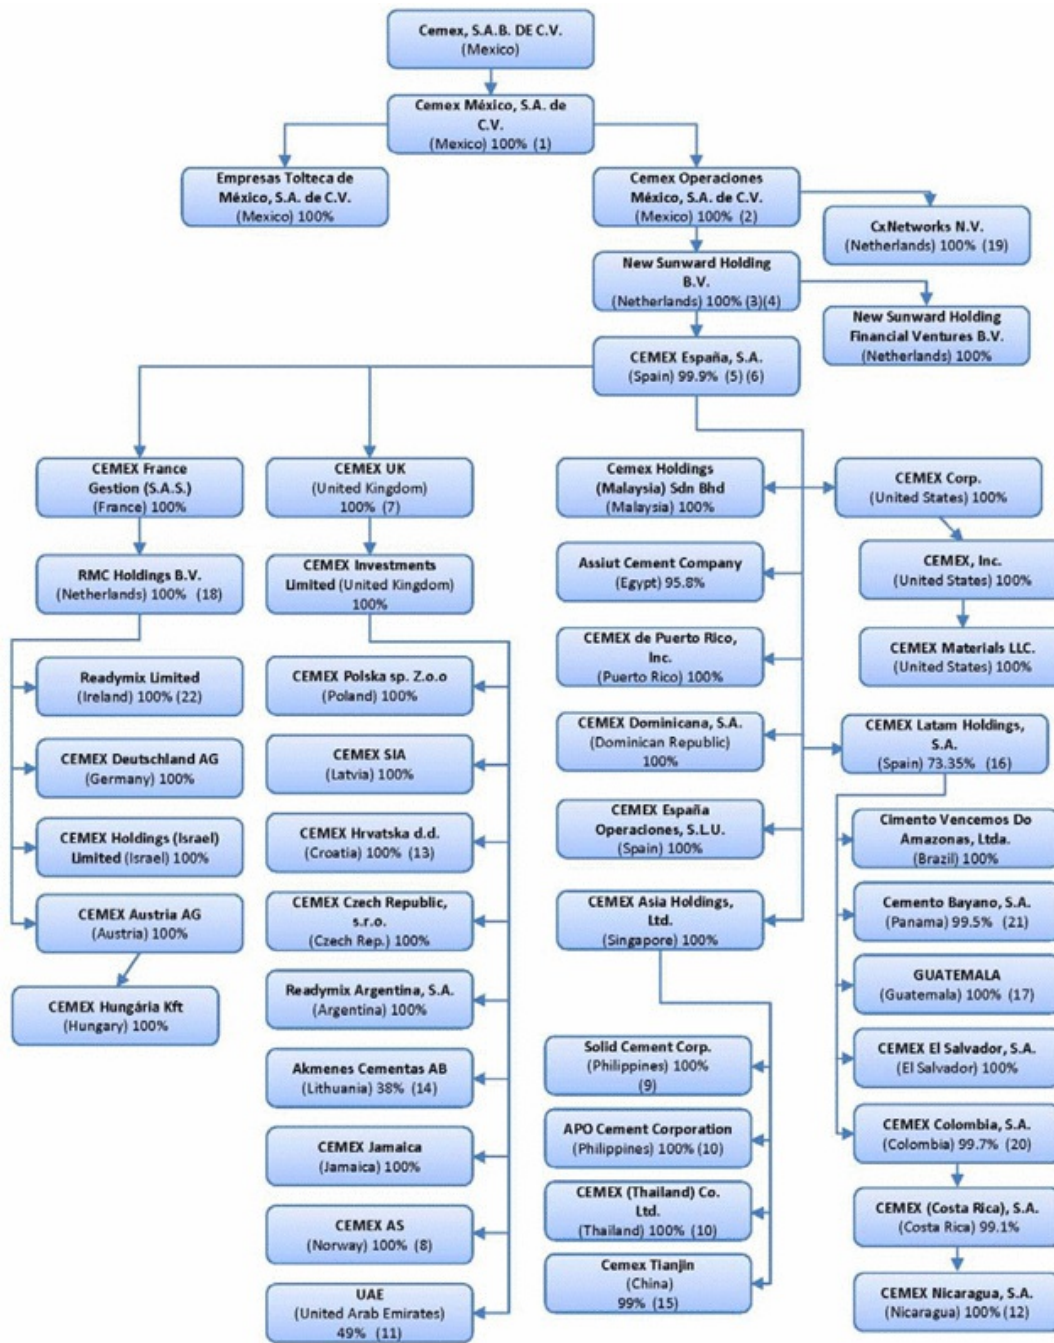 Cemex, S.A.B. DE C.V.
(Mexico)
Cemex México, S.A. de
C.V.
(Mexico) 100% (1)
Empresas Tolteca de
México, S.A. de C.V.
(Mexico) 100%
Cemex Operaciones
México, S.A. de C.V.
(Mexico) 100% (2)
CxNetworks N.V.
(Netherlands) 100% (19)
New Sunward Holding
B.V.
(Netherlands) 100% (3)(4)
New Sunward Holding
Financial Ventures B.V.
(Netherlands) 100%
CEMEX España, S.A.
(Spain) 99.9% (5) (6)
CEMEX France
Gestion (S.A.S.)
(France) 100%
RMC Holdings B.V.
(Netherlands) 100% (18)
Readymix Limited
(Ireland) 100% (22)
CEMEX Deutschland AG
(Germany) 100%
CEMEX Holdings (Israel)
Limited (Israel) 100%
CEMEX Austria AG
(Austria) 100%
CEMEX Hungária Kft
(Hungary) 100%
CEMEX UK
(United Kingdom)
100% (7)
CEMEX Investments
Limited (United Kingdom)
100%
CEMEX Polska sp. Z.o.o
(Poland) 100%
CEMEX SIA
(Latvia) 100%
CEMEX Hrvatska d.d.
(Croatia) 100% (13)
CEMEX Czech Republic,
s.r.o.
(Czech Rep.) 100%
Readymix Argentina, S.A.
(Argentina) 100%
Akmenes Cementas AB
(Lithuania) 38% (14)
CEMEX Jamaica
(Jamaica) 100%
CEMEX AS
(Norway) 100% (8)
UAE
(United Arab Emirates)
49% (11)
Cemex Holdings
(Malaysia) Sdn Bhd
(Malaysia) 100%
Assiut Cement Company
(Egypt) 95.8%
CEMEX de Puerto Rico,
Inc.
(Puerto Rico) 100%
CEMEX Dominicana, S.A.
(Dominican Republic)
100%
CEMEX España
Operaciones, S.L.U.
(Spain) 100%
CEMEX Asia Holdings,
Ltd.
(Singapore) 100%
Solid Cement Corp.
(Philippines) 100%
(9)
APO Cement Corporation
(Philippines) 100% (10)
CEMEX (Thailand) Co.
Ltd.
(Thailand) 100% (10)
Cemex Tianjin
(China)
99% (15)
CEMEX Corp.
(United States) 100%
CEMEX, Inc.
(United States) 100%
CEMEX Materials LLC.
(United States) 100%
CEMEX Latam Holdings,
S.A.
(Spain) 73.35% (16)
Cimento Vencemos Do
Amazonas, Ltda.
(Brazil) 100%
Cemento Bayano, S.A.
(Panama) 99.5% (21)
GUATEMALA
(Guatemala) 100% (17)
CEMEX El Salvador, S.A.
(El Salvador) 100%
CEMEX Colombia, S.A.
(Colombia) 99.7% (20)
CEMEX (Costa Rica), S.A.
(Costa Rica) 99.1%
CEMEX Nicaragua, S.A.
(Nicaragua) 100% (12)